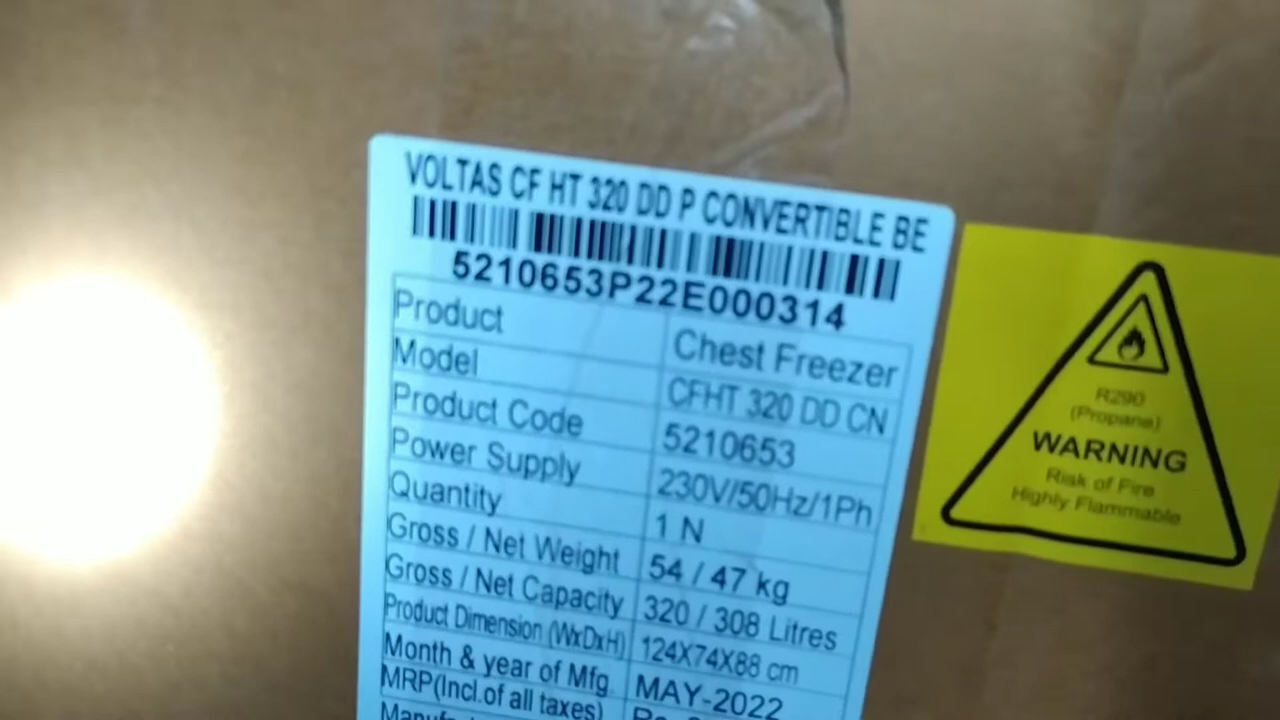 VOLTAS CF HT 320 DD P CONVERTIBLE BE
5210653P22E000314
Product Chest Freezer
Model CFHT 320 DD CN
Product Code 5210653
Power Supply 230V/50Hz/1Ph
Quantity 1 N
Gross / Net Weight 54 / 47 kg
Gross / Net Capacity 320 / 308 Litres
Product Dimension (WxDxH) 124X74X88 cm
Month & year of Mfg. MAY-2022
MRP(Incl.of all taxes)
R290
(Propane)
WARNING
Risk of Fire
Highly Flammable